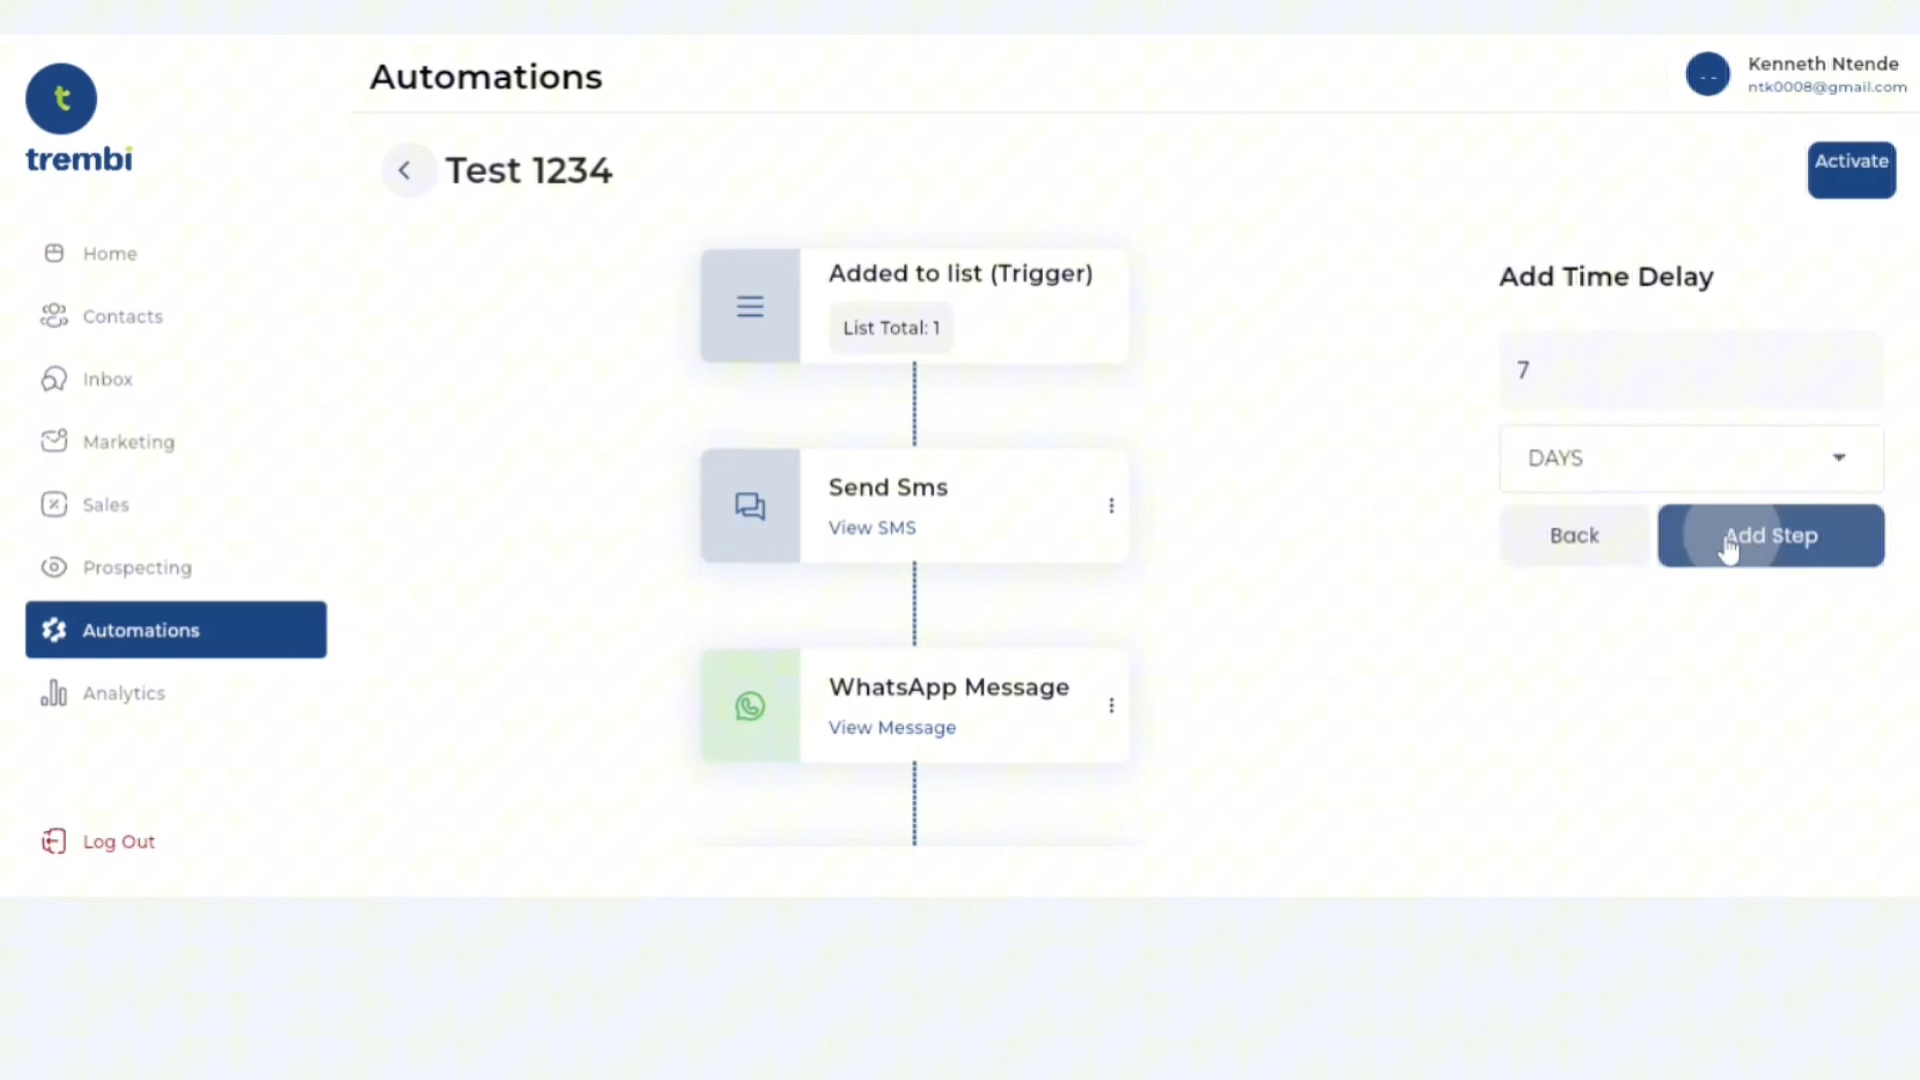 trembi
Home
Contacts
Inbox
Marketing
Sales
Prospecting
Automations
Analytics
Log Out
Automations
Kenneth Ntende
ntk0008@gmail.com
Test 1234
Activate
Added to list (Trigger)
List Total: 1
Send Sms
View SMS
WhatsApp Message
View Message
Add Time Delay
7
DAYS
Back
Add Step